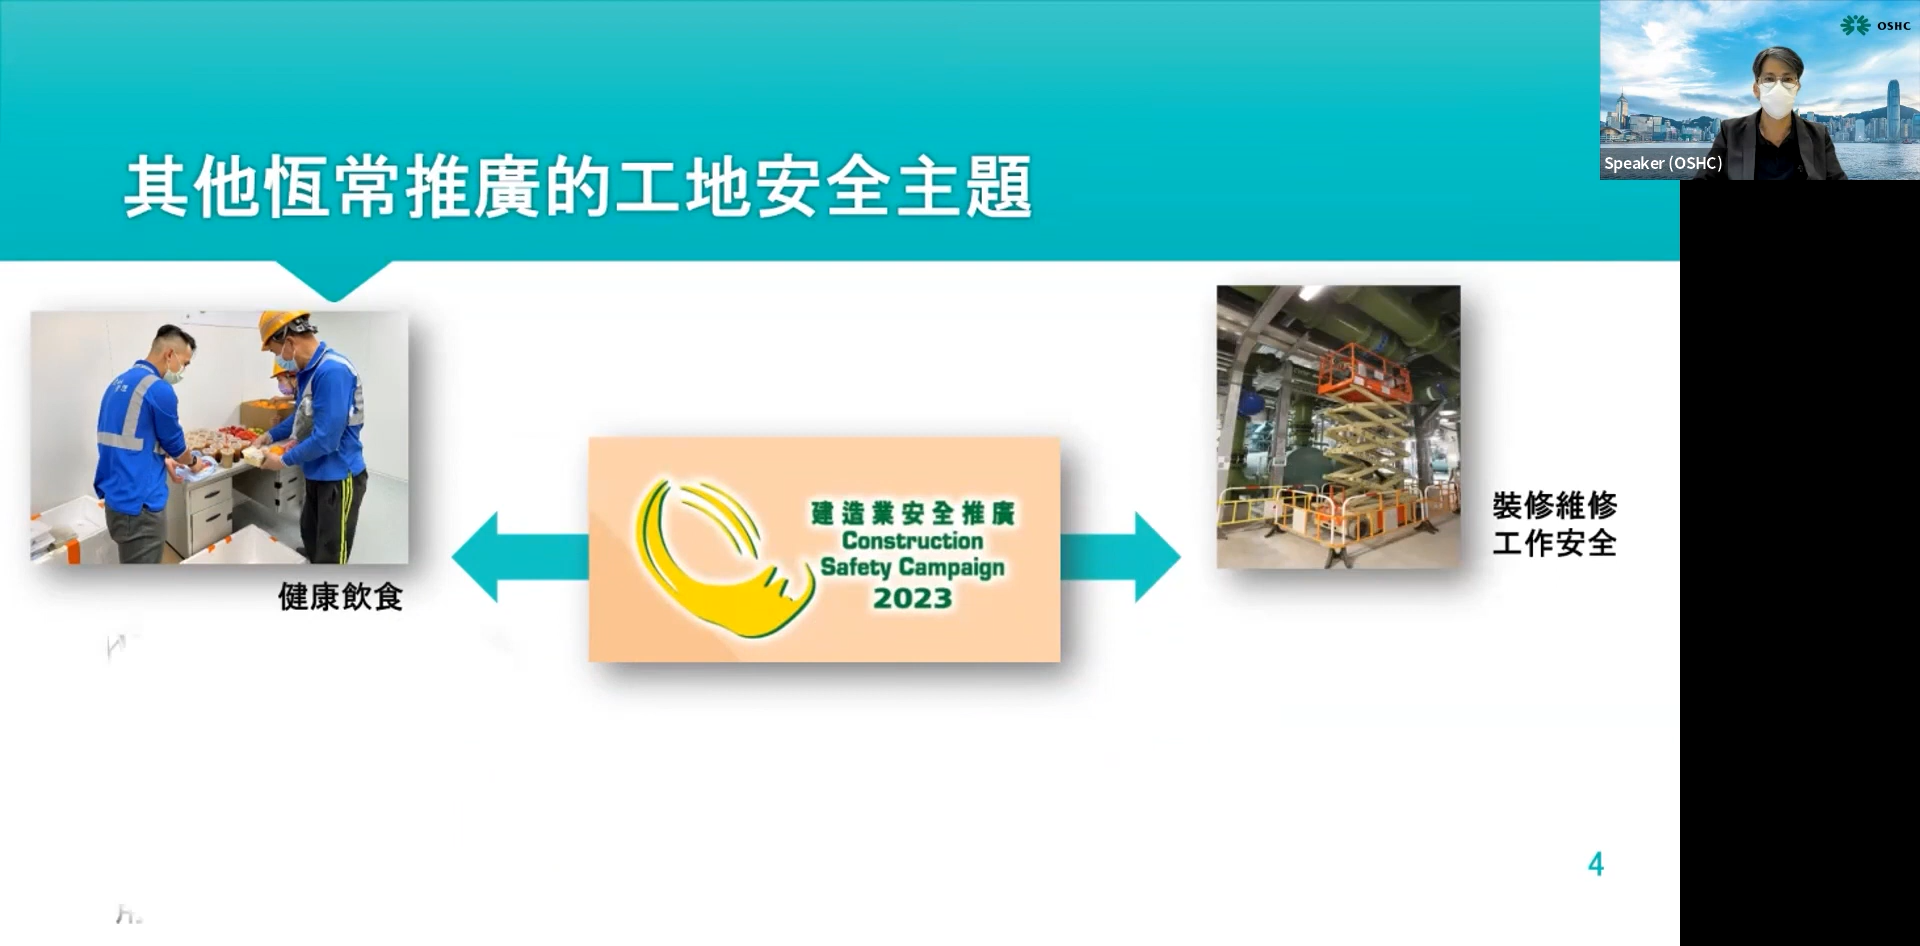 OSHC
Speaker (OSHC)
其他恆常推廣的工地安全主題
健康飲食
建造業安全推廣
Construction
Safety Campaign
2023
裝修維修
工作安全
4